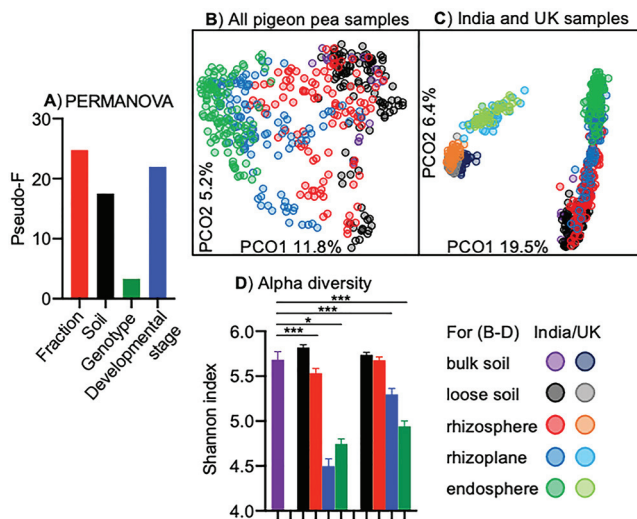 A) PERMANOVA
Pseudo-F
30
20
10
0
Fraction
Soil
Genotype
Developmental
stage
B) All pigeon pea samples
PCO2 5.2%
PCO1 11.8%
C) India and UK samples
PCO2 6.4%
PCO1 19.5%
D) Alpha diversity
***
***
*
***
Shannon index
6.0
5.5
5.0
4.5
4.0
For (B-D) India/UK
bulk soil
loose soil
rhizosphere
rhizoplane
endosphere